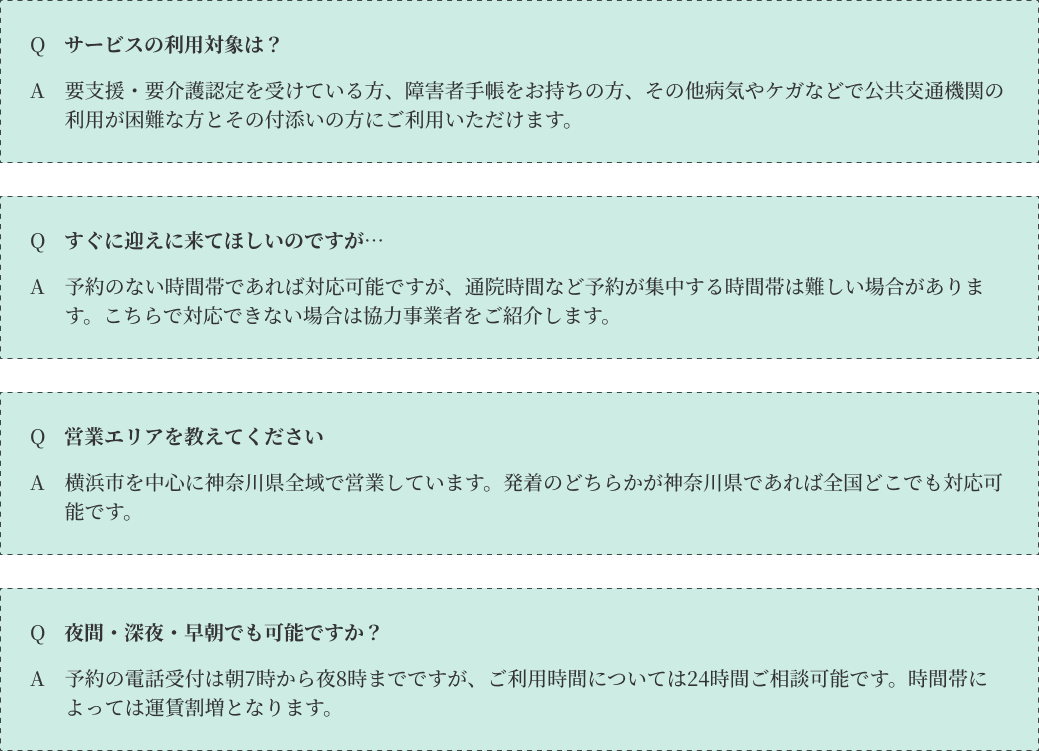 Q サービスの利用対象は？
A 要支援・要介護認定を受けている方、障害者手帳をお持ちの方、その他病気やケガなどで公共交通機関の
利用が困難な方とその付添いの方にご利用いただけます。
Q すぐに迎えに来てほしいのですが…
A 予約のない時間帯であれば対応可能ですが、通院時間など予約が集中する時間帯は難しい場合がありま
す。こちらで対応できない場合は協力事業者をご紹介します。
Q 営業エリアを教えてください
A 横浜市を中心に神奈川県全域で営業しています。発着のどちらかが神奈川県であれば全国どこでも対応可
能です。
Q 夜間・深夜・早朝でも可能ですか？
A 予約の電話受付は朝7時から夜8時までですが、ご利用時間については24時間ご相談可能です。時間帯に
よっては運賃割増となります。